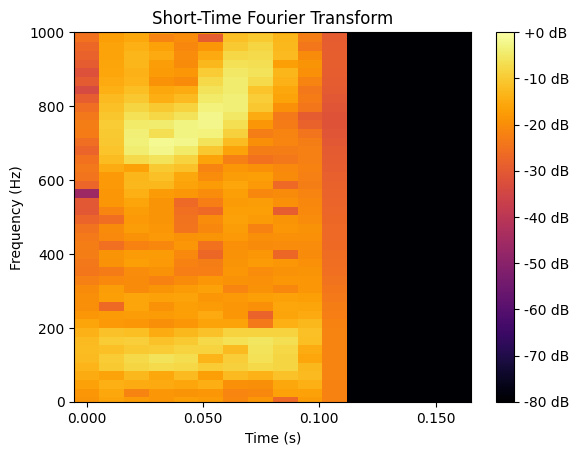 Short-Time Fourier Transform
1000
800
600
400
200
0
Frequency (Hz)
0.000
0.050
0.100
0.150
Time (s)
+0 dB
-10 dB
-20 dB
-30 dB
-40 dB
-50 dB
-60 dB
-70 dB
-80 dB